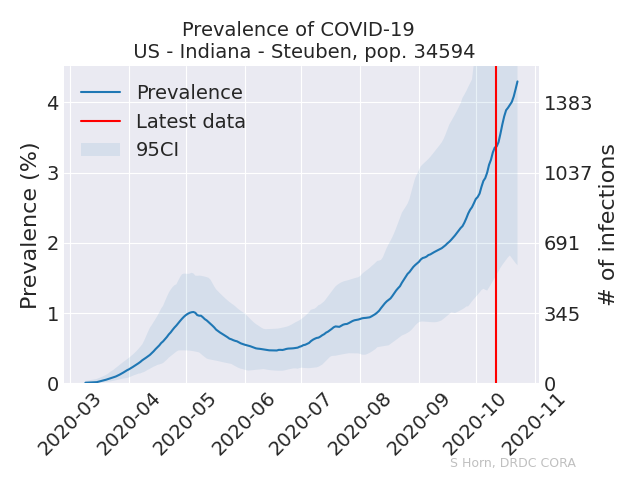 Prevalence of COVID-19
US - Indiana - Steuben, pop. 34594
Prevalence
Latest data
95CI
Prevalence (%)
4
3
2
1
0
1383
1037
691
345
0
# of infections
2020-03
2020-04
2020-05
2020-06
2020-07
2020-08
2020-09
2020-10
2020-11
S Horn, DRDC CORA